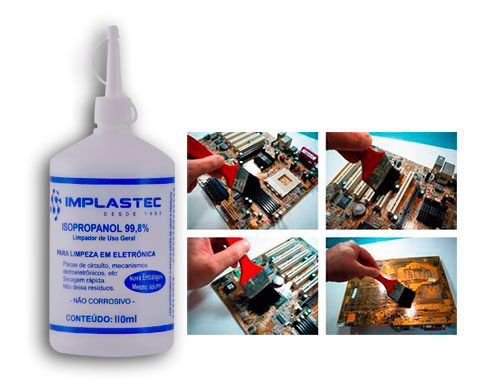 IMPLASTEC
DESDE 1983
ISOPROPANOL 99,8%
Limpador de Uso Geral
PARA LIMPEZA EM ELETRÔNICA
Placas de circuito, mecanismos
eletroeletrônicos, etc
Secagem rápida.
Não deixa resíduos.
Nova Embalagem
Mesmo Volume
- NÃO CORROSIVO -
CONTEÚDO: 110ml